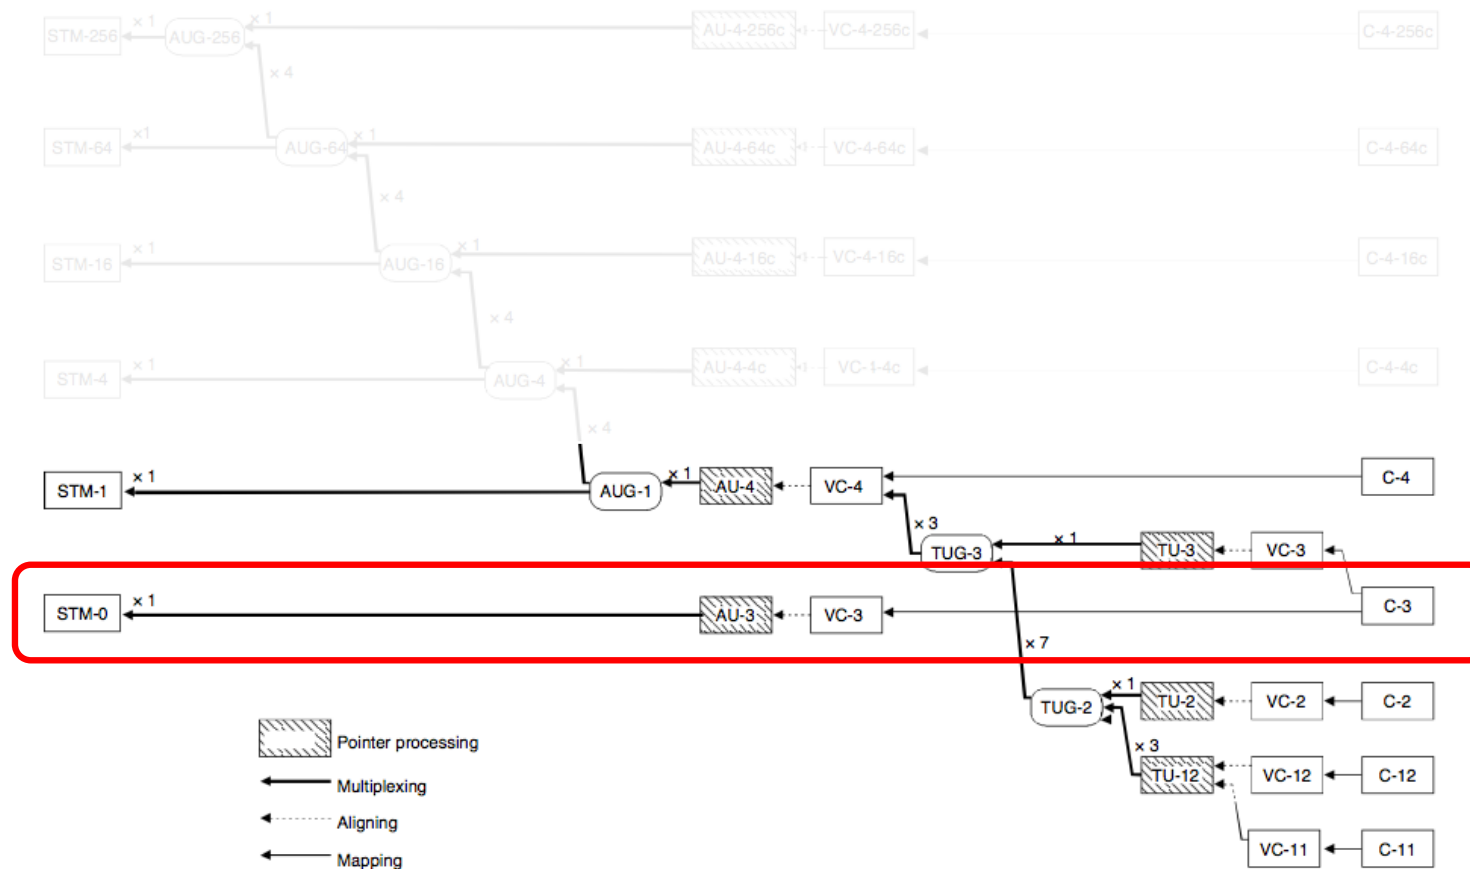 × 1
× 1
STM-256
AUG-256
AU-4-256c
VC-4-256c
C-4-256c
× 4
×1
× 1
STM-64
AUG-64
AU-4-64c
VC-4-64c
C-4-64c
× 4
× 1
× 1
STM-16
AUG-16
AU-4-16c
VC-4-16c
C-4-16c
× 4
× 1
× 1
STM-4
AUG-4
AU-4-4c
VC-4-4c
C-4-4c
× 4
× 1
× 1
STM-1
AUG-1
AU-4
VC-4
C-4
× 3
× 1
TUG-3
TU-3
VC-3
× 1
STM-0
AU-3
VC-3
C-3
× 7
× 1
TUG-2
TU-2
VC-2
C-2
Pointer processing
× 3
TU-12
VC-12
C-12
Multiplexing
Aligning
VC-11
C-11
Mapping